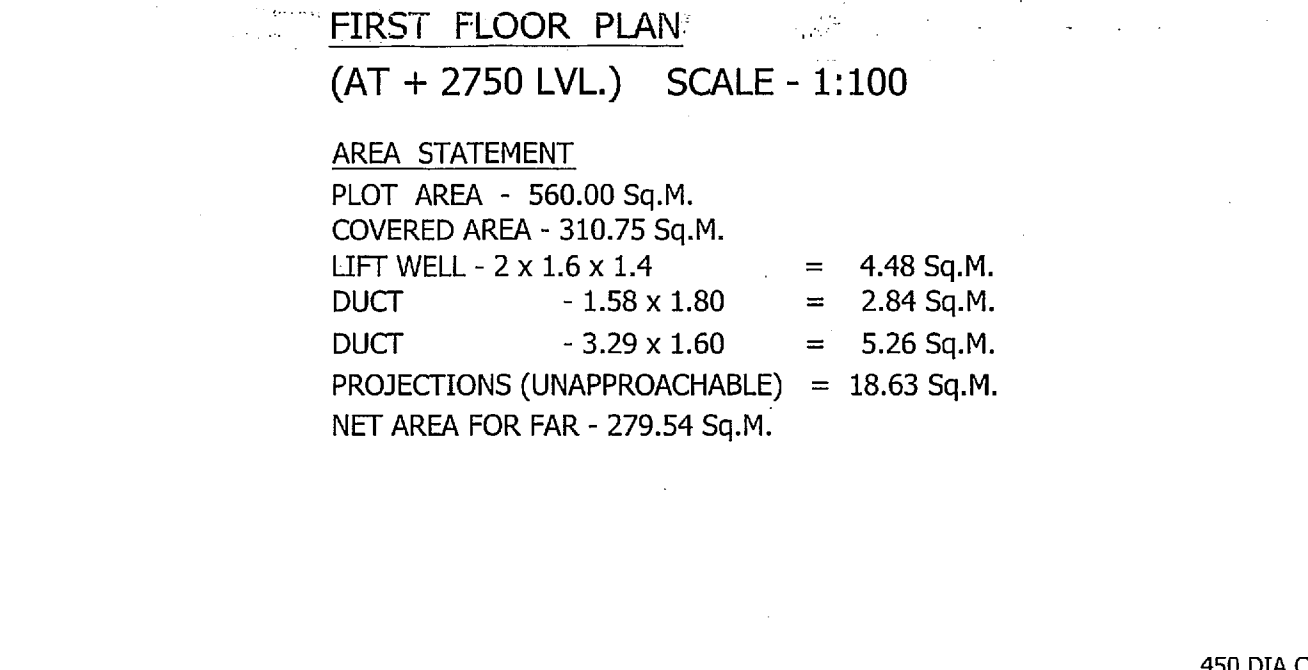 FIRST FLOOR PLAN
(AT + 2750 LVL.) SCALE - 1:100
AREA STATEMENT
PLOT AREA - 560.00 Sq.M.
COVERED AREA - 310.75 Sq.M.
LIFT WELL - 2 x 1.6 x 1.4 = 4.48 Sq.M.
DUCT - 1.58 x 1.80 = 2.84 Sq.M.
DUCT - 3.29 x 1.60 = 5.26 Sq.M.
PROJECTIONS (UNAPPROACHABLE) = 18.63 Sq.M.
NET AREA FOR FAR - 279.54 Sq.M.
450 DIA